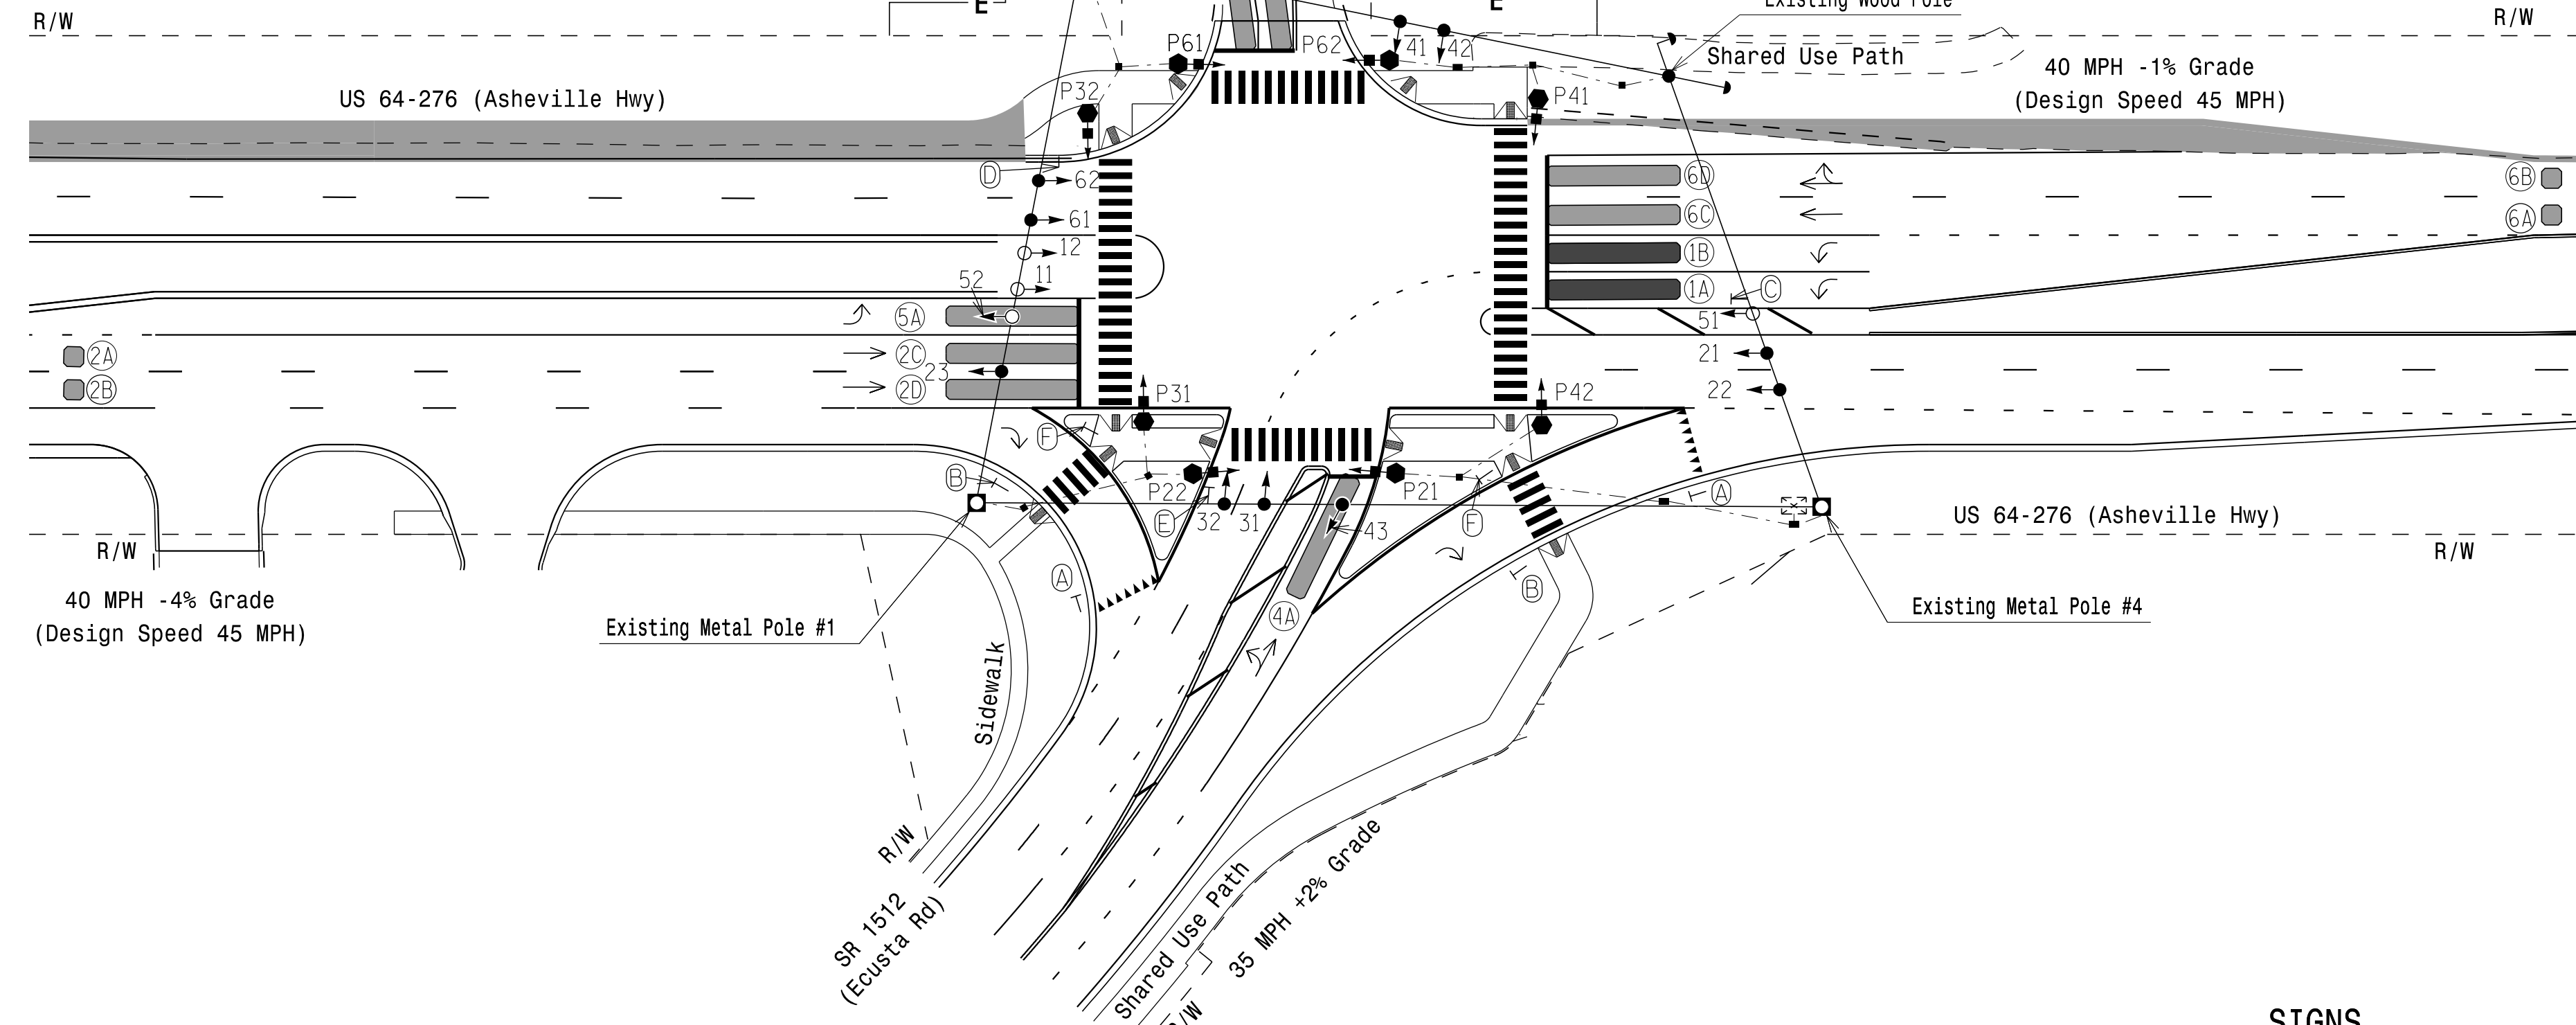 E
E
Existing Wood Pole
R/W
R/W
P61
P62
41
42
Shared Use Path
40 MPH -1% Grade
(Design Speed 45 MPH)
US 64-276 (Asheville Hwy)
P32
P41
D
62
6D
6B
61
6C
6A
12
1B
11
52
1A
C
5A
51
2A
2C
21
2B
2D
23
P31
P42
22
F
B
P22
P21
A
E
32
31
F
43
US 64-276 (Asheville Hwy)
R/W
R/W
A
B
40 MPH -4% Grade
(Design Speed 45 MPH)
4A
Existing Metal Pole #1
Existing Metal Pole #4
Sidewalk
R/W
SR 1512
(Ecusta Rd)
Shared Use Path
35 MPH +2% Grade
R/W
SIGNS